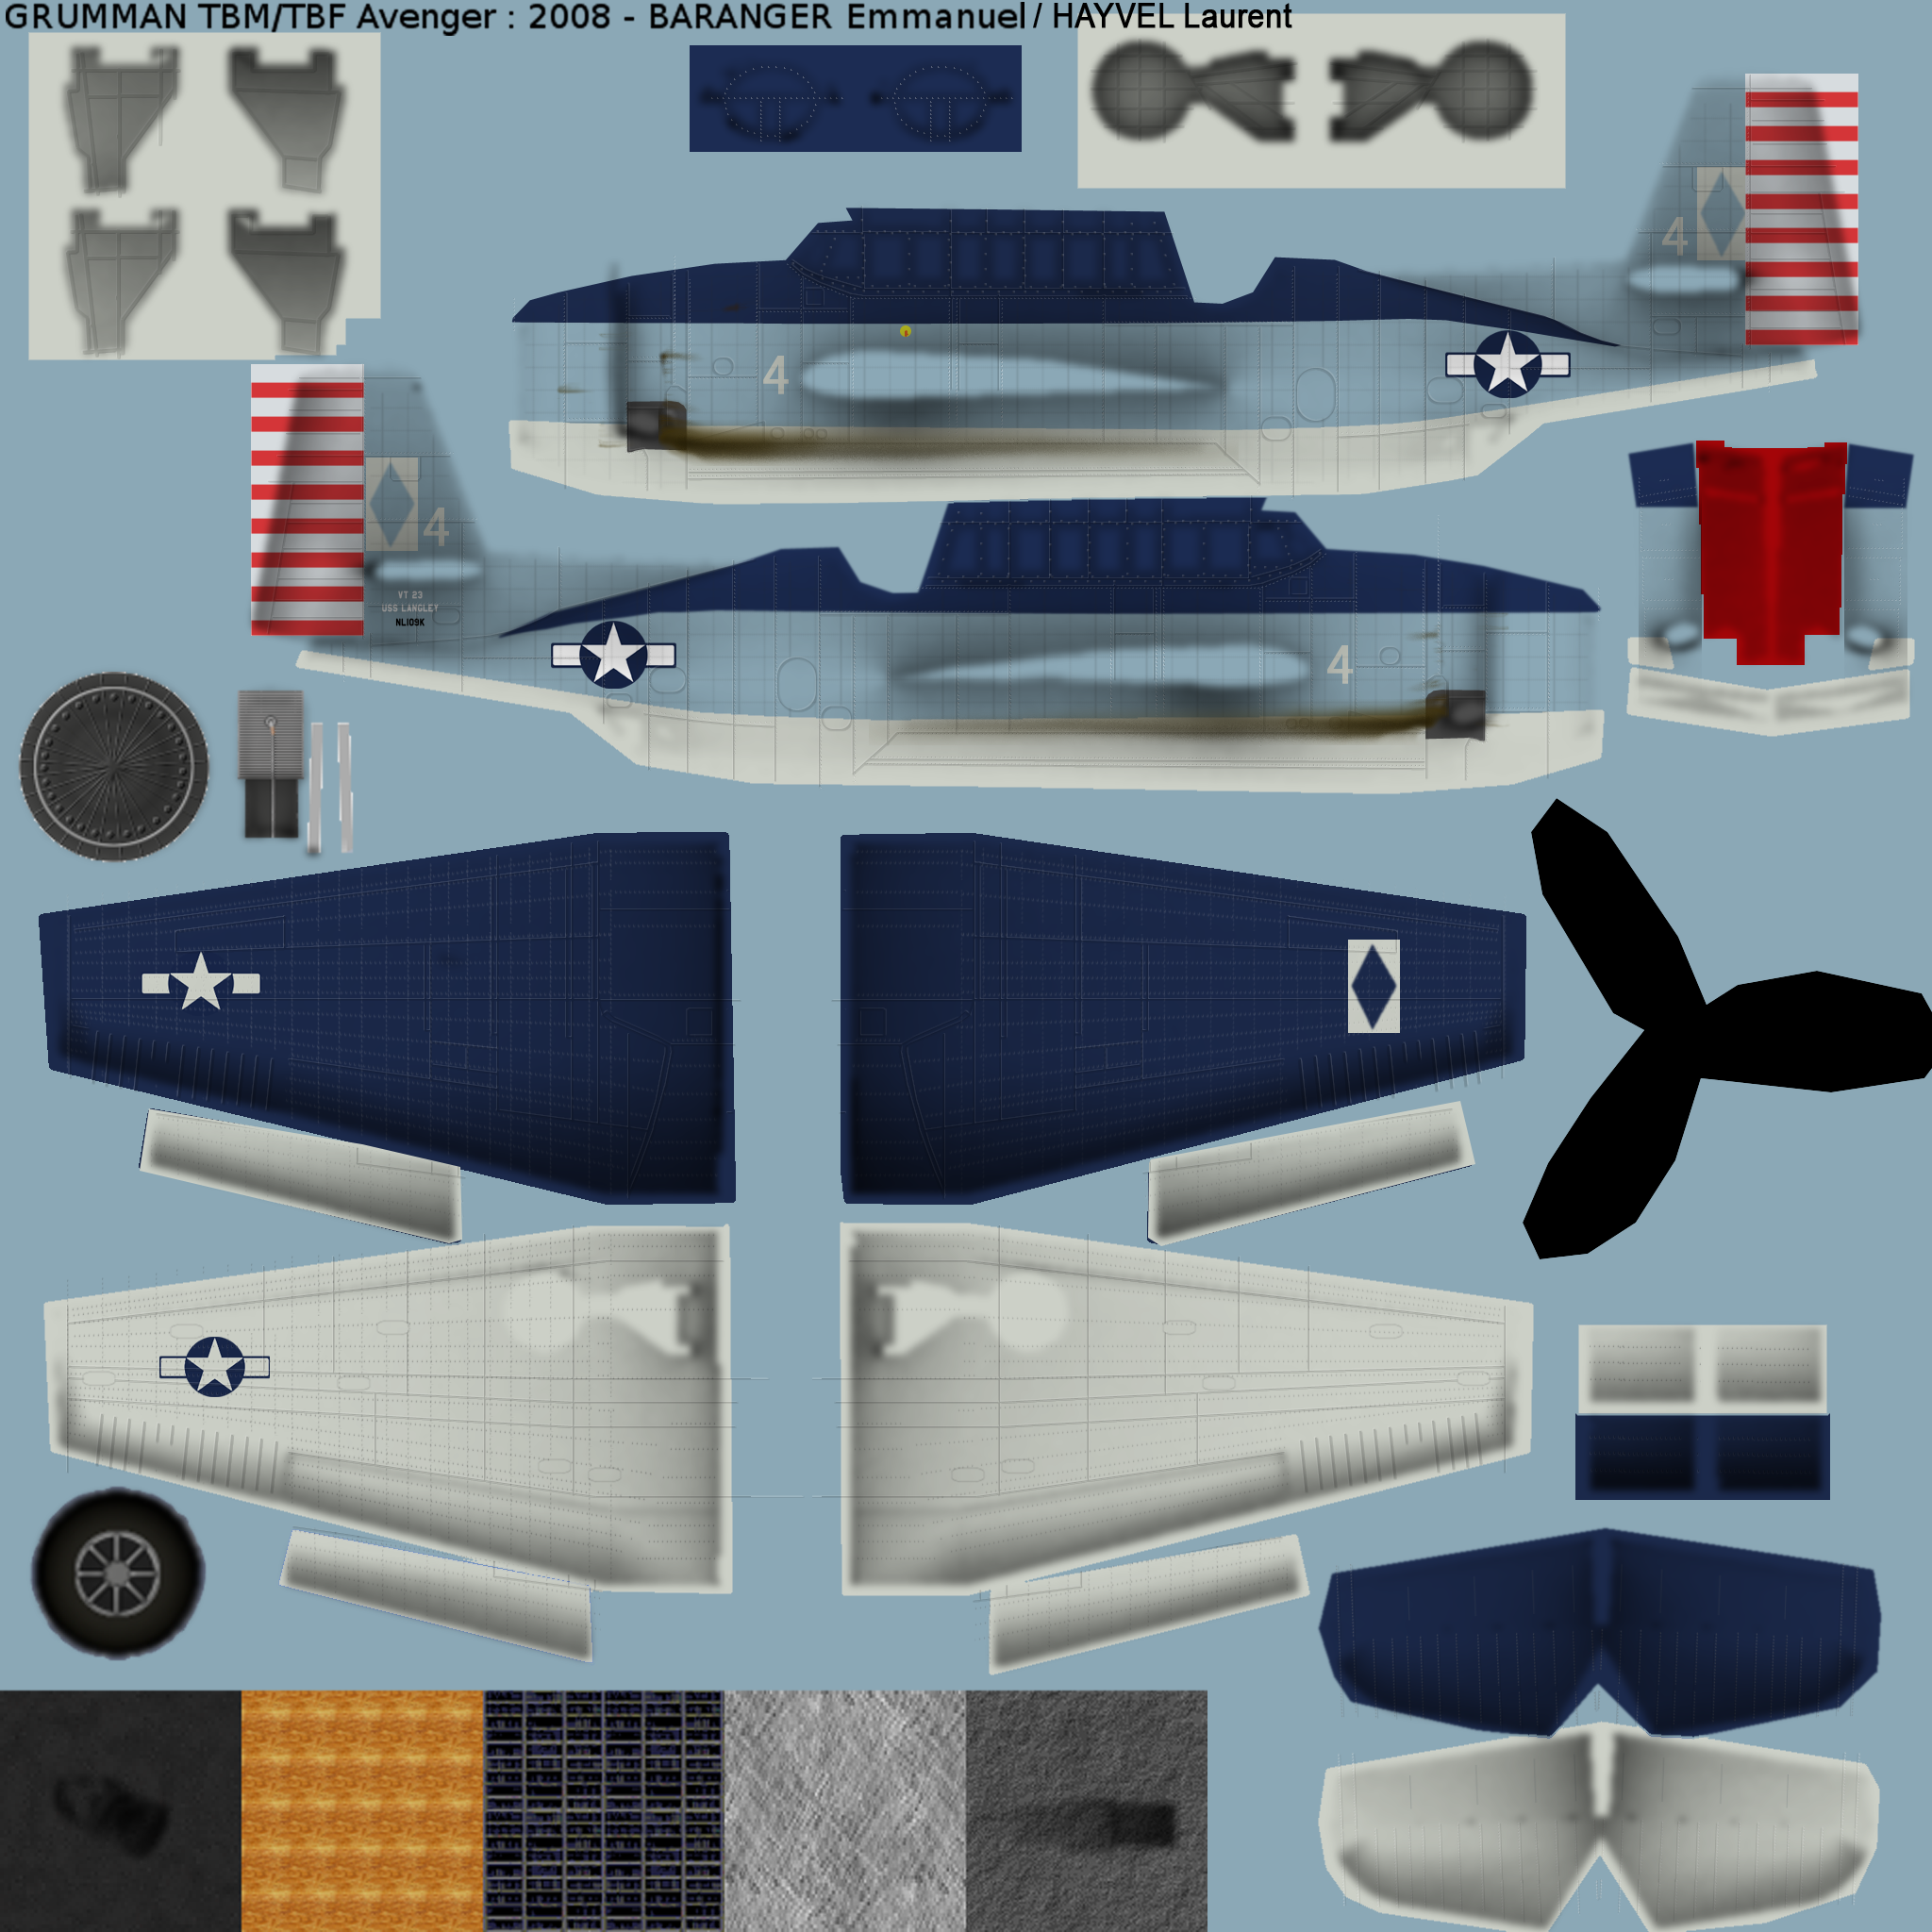 GRUMMAN TBM/TBF Avenger : 2008 - BARANGER Emmanuel / HAYVEL Laurent
4
4
4
VT 23
USS LANGLEY
NL109K
4